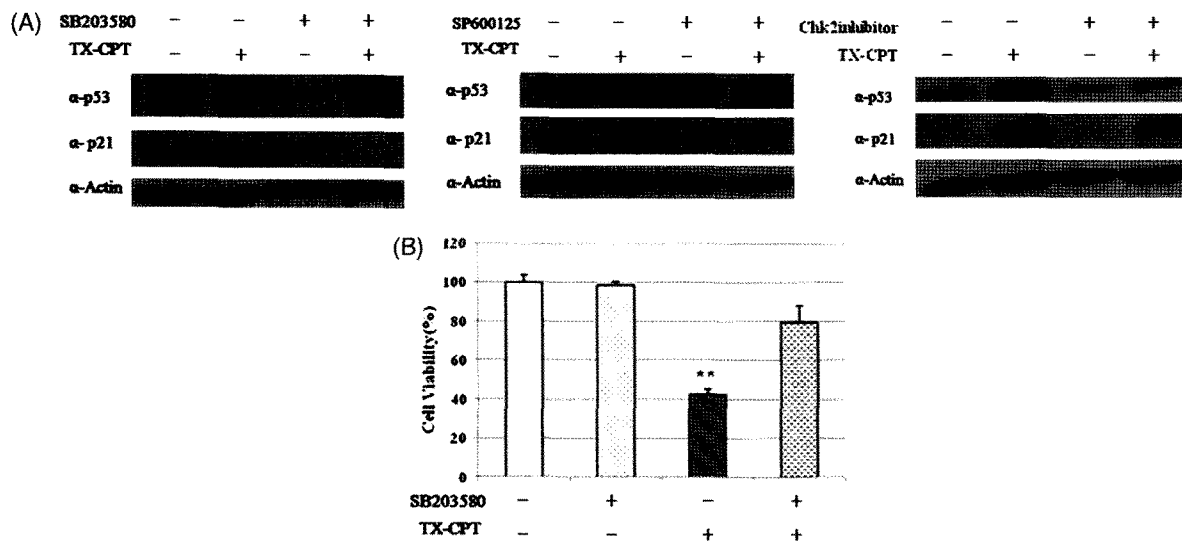 (A) SB203580 − − + +
TX-CPT − + − +
α-p53
α-p21
α-Actin
SP600125 − − + +
TX-CPT − + − +
α-p53
α-p21
α-Actin
Chk2inhibitor − − + +
TX-CPT − + − +
α-p53
α-p21
α-Actin
(B)
Cell Viability(%)
120
100
80
60
40
20
0
**
SB203580 − + − +
TX-CPT − − + +